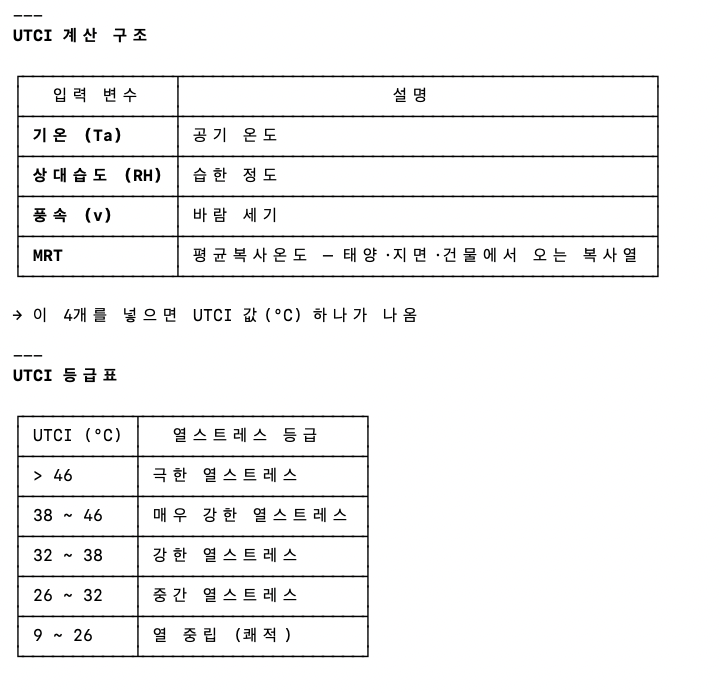 ---
UTCI 계산 구조
입력 변수 설명
기온 (Ta) 공기 온도
상대습도 (RH) 습한 정도
풍속 (v) 바람 세기
MRT 평균복사온도 — 태양·지면·건물에서 오는 복사열
→ 이 4개를 넣으면 UTCI 값(°C) 하나가 나옴
---
UTCI 등급표
UTCI (°C) 열스트레스 등급
> 46 극한 열스트레스
38 ~ 46 매우 강한 열스트레스
32 ~ 38 강한 열스트레스
26 ~ 32 중간 열스트레스
9 ~ 26 열 중립 (쾌적)